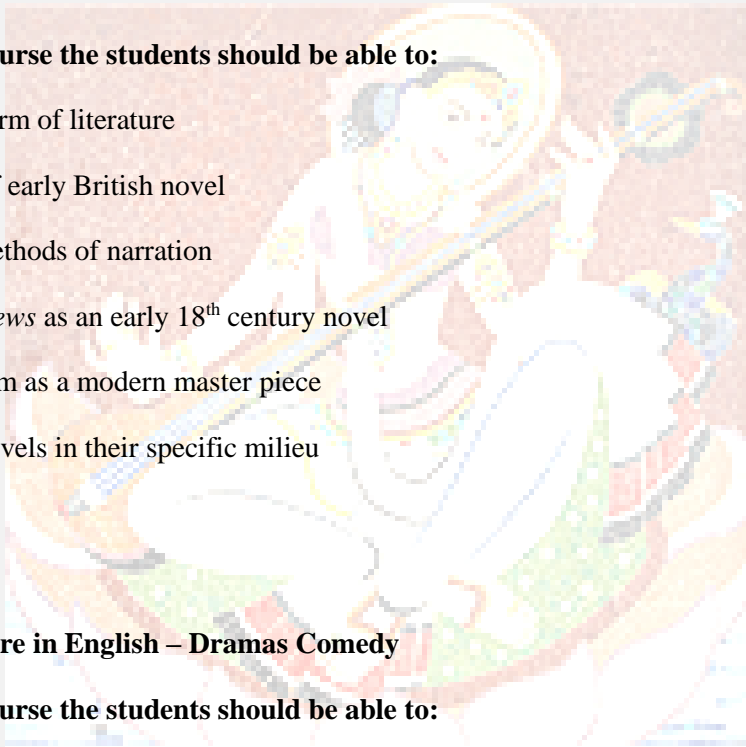 urse the students should be able to:
rm of literature
f early British novel
ethods of narration
ews as an early 18th century novel
m as a modern master piece
vels in their specific milieu
re in English – Dramas Comedy
urse the students should be able to: